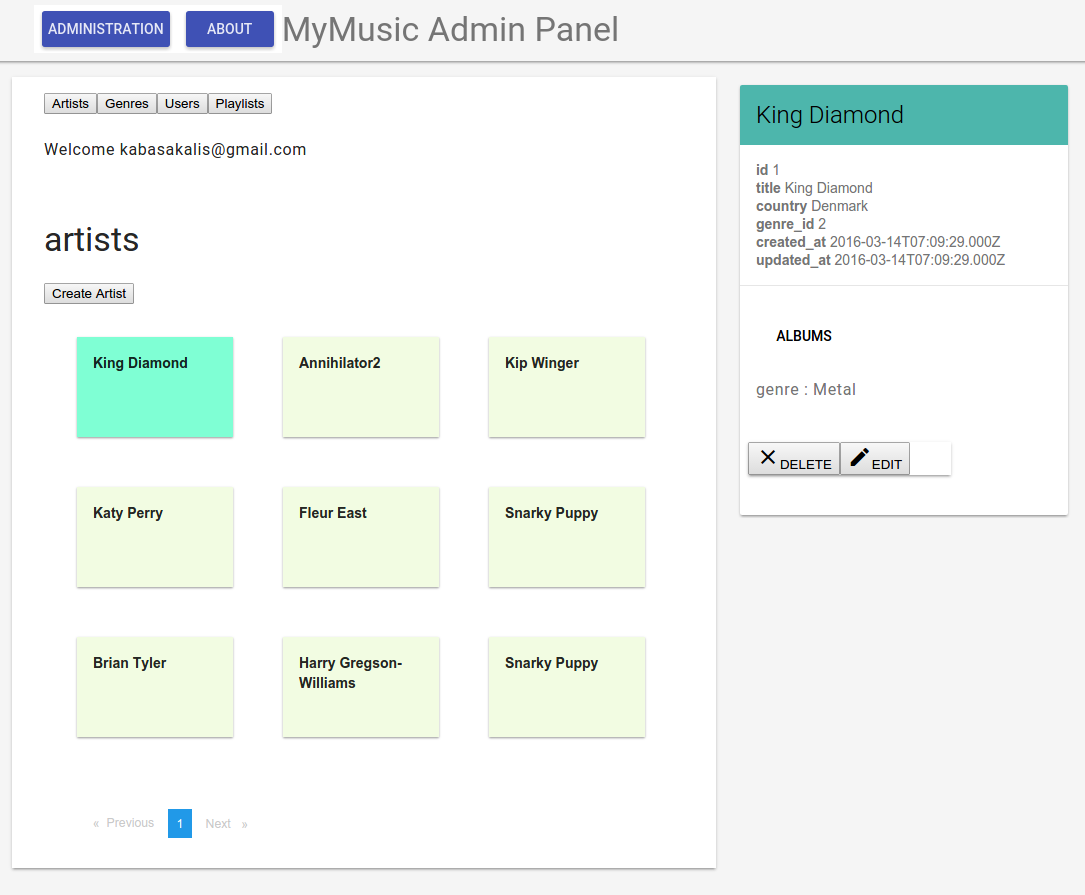 ADMINISTRATION ABOUT MyMusic Admin Panel
Artists Genres Users Playlists
Welcome kabasakalis@gmail.com
artists
Create Artist
King Diamond Annihilator2 Kip Winger
Katy Perry Fleur East Snarky Puppy
Brian Tyler Harry Gregson-
Williams Snarky Puppy
« Previous 1 Next »
King Diamond
id 1
title King Diamond
country Denmark
genre_id 2
created_at 2016-03-14T07:09:29.000Z
updated_at 2016-03-14T07:09:29.000Z
ALBUMS
genre : Metal
DELETE EDIT